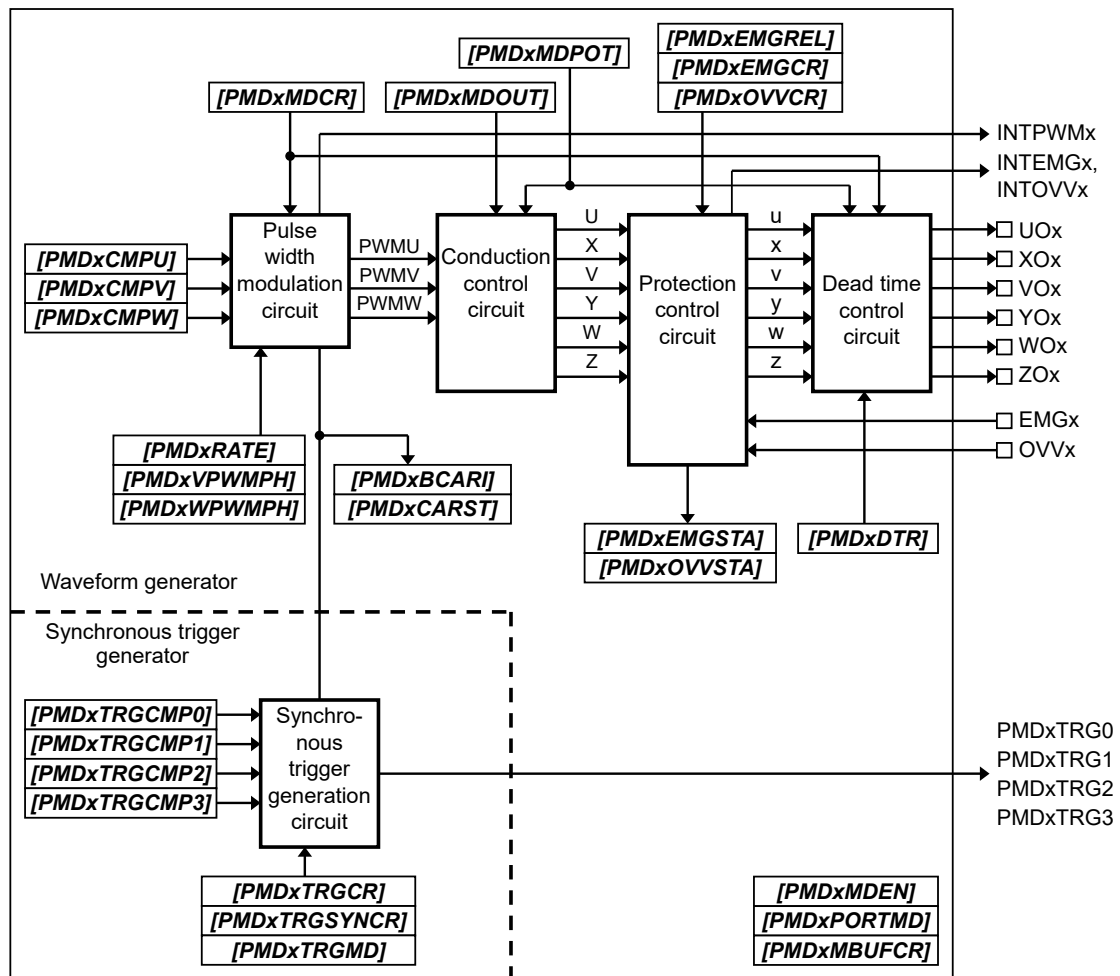 [PMDxMDPOT]
[PMDxEMGREL]
[PMDxEMGCR]
[PMDxOVVCR]
[PMDxMDCR]
[PMDxMDOUT]
INTPWMx
INTEMGx,
INTOVVx
Pulse
width
modulation
circuit
[PMDxCMPU]
[PMDxCMPV]
[PMDxCMPW]
PWMU
PWMV
PWMW
Conduction
control
circuit
U
X
V
Y
W
Z
Protection
control
circuit
u
x
v
y
w
z
Dead time
control
circuit
UOx
XOx
VOx
YOx
WOx
ZOx
EMGx
OVVx
[PMDxRATE]
[PMDxVPWMPH]
[PMDxWPWMPH]
[PMDxBCARI]
[PMDxCARST]
[PMDxEMGSTA]
[PMDxOVVSTA]
[PMDxDTR]
Waveform generator
Synchronous trigger
generator
[PMDxTRGCMP0]
[PMDxTRGCMP1]
[PMDxTRGCMP2]
[PMDxTRGCMP3]
Synchro-
nous
trigger
generation
circuit
PMDxTRG0
PMDxTRG1
PMDxTRG2
PMDxTRG3
[PMDxTRGCR]
[PMDxTRGSYNCR]
[PMDxTRGMD]
[PMDxMDEN]
[PMDxPORTMD]
[PMDxMBUFCR]